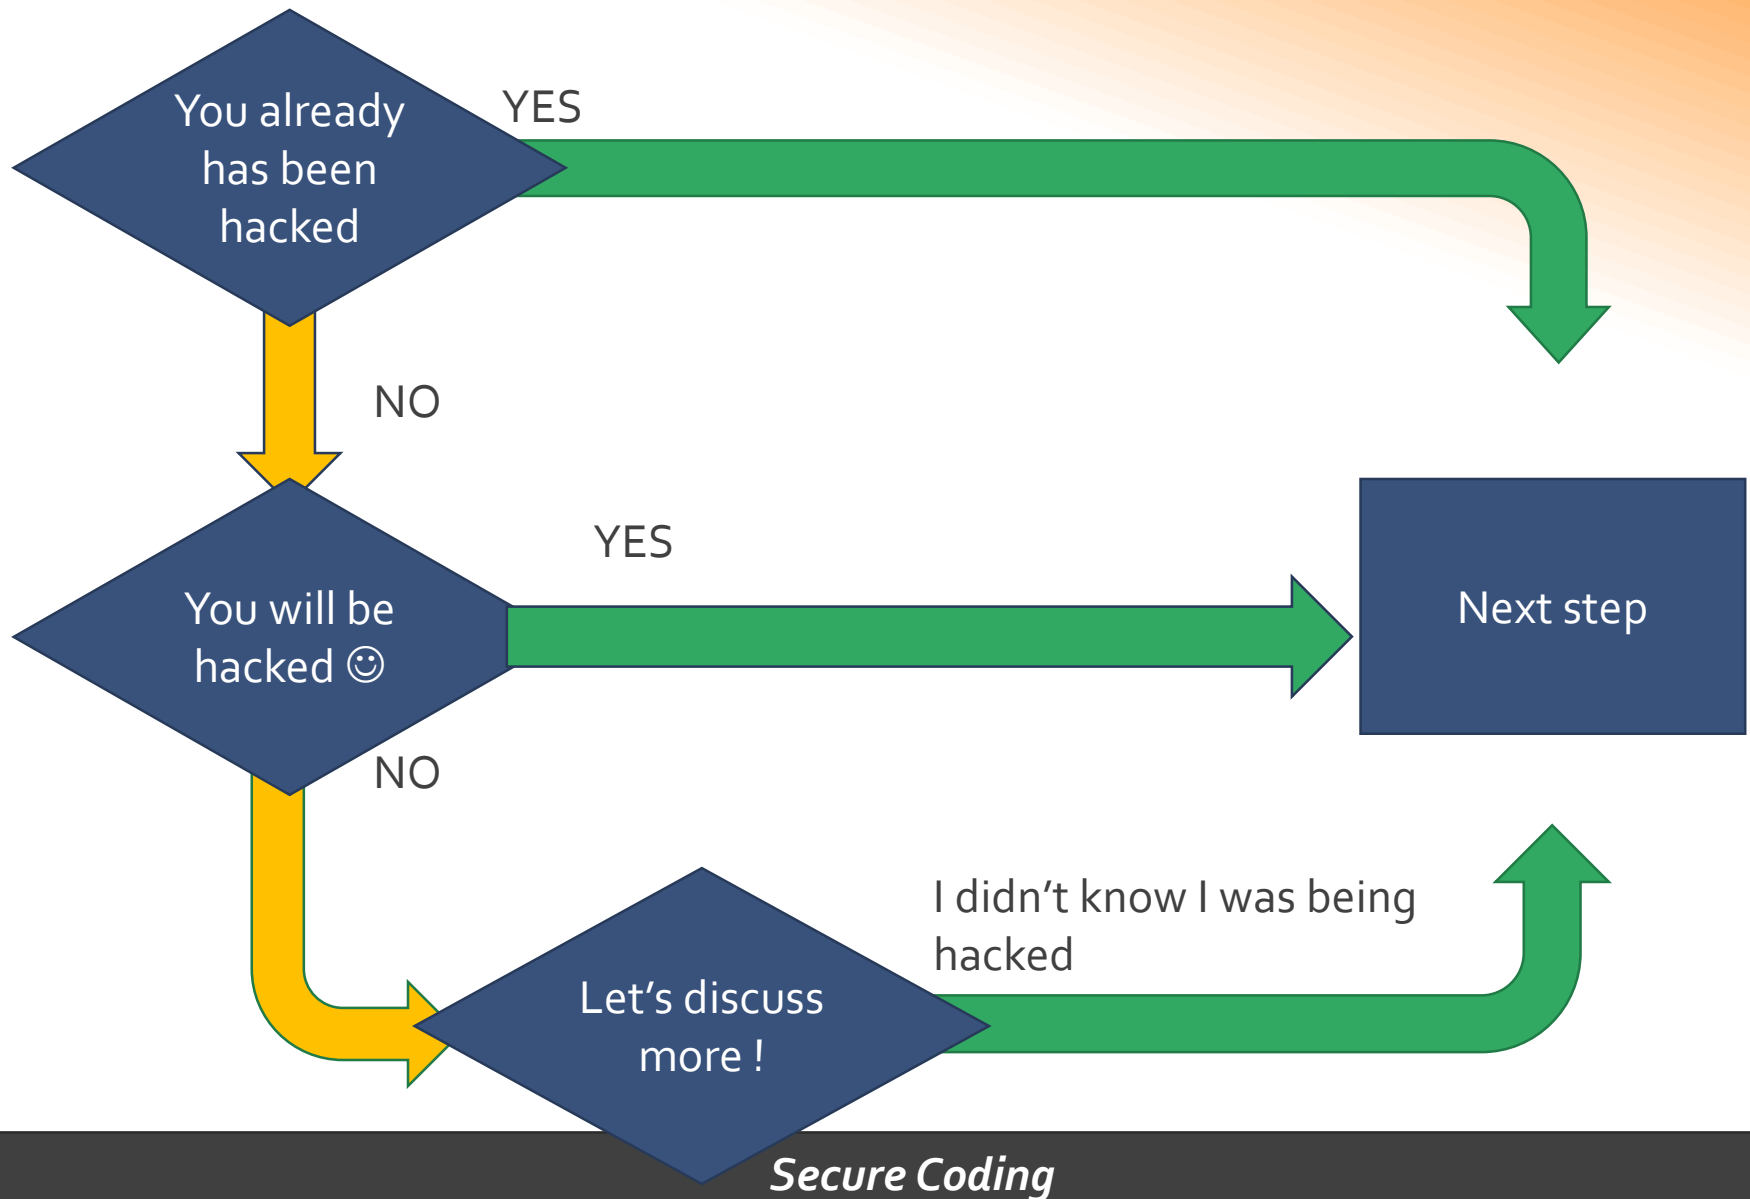 You already
has been
hacked
YES
NO
You will be
hacked ☺
YES
Next step
NO
Let’s discuss
more !
I didn’t know I was being
hacked
Secure Coding